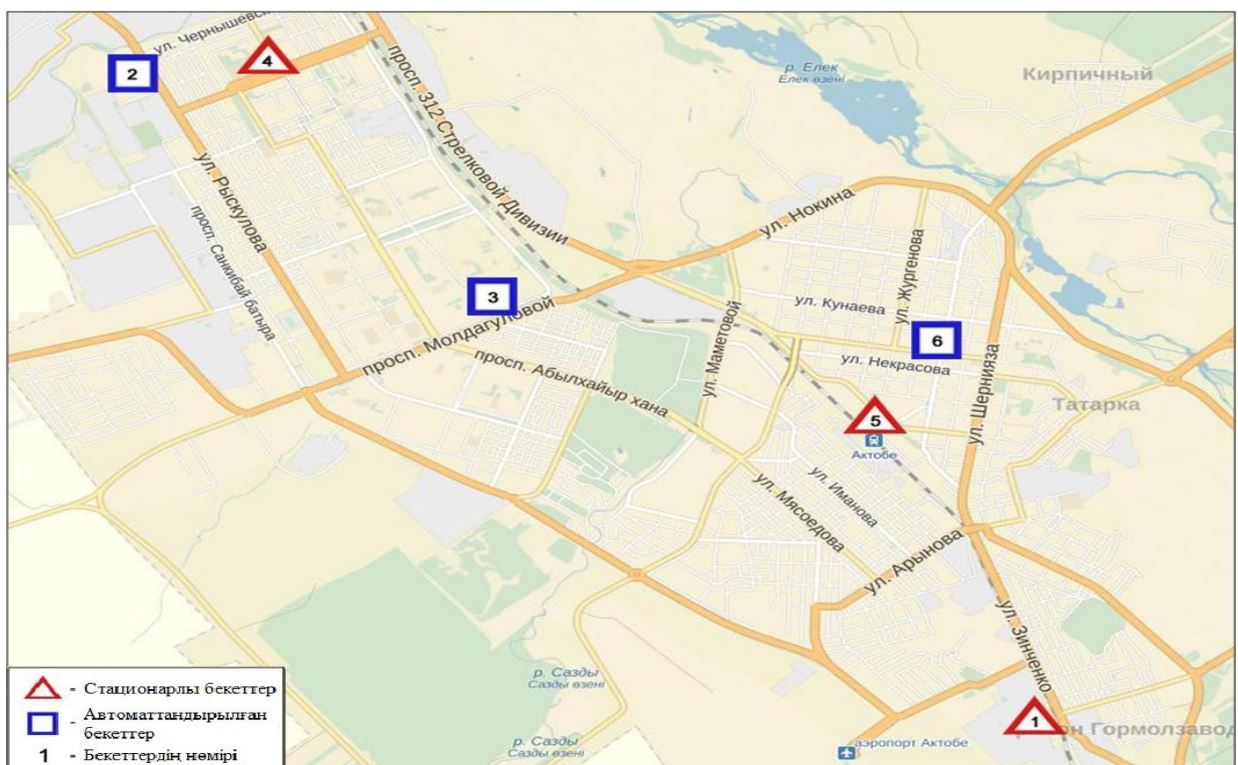 ул. Чернышевск
2
4
просп. 312 Стрелковой Дивизии
р. Елек
Елек өзені
Кирпичный
ул. Рыскулова
просп. Санкибай батыра
ул. Нокина
ул. Жургенова
3
просп. Молдагуловой
ул. Кунаева
6
ул. Некрасова
ул. Маметовой
просп. Абылхайыр хана
ул. Шернияза
Татарка
5
Актобе
ул. Иманова
ул. Мясоедова
ул. Арынова
ул. Зинченко
р. Сазды
Сазды өзені
1
он Гормолзавод
р. Сазды
Сазды өзені
аэропорт Актобе
- Стационарлы бекеттер
- Автоматтандырылған
бекеттер
1 - Бекеттердің нөмірі